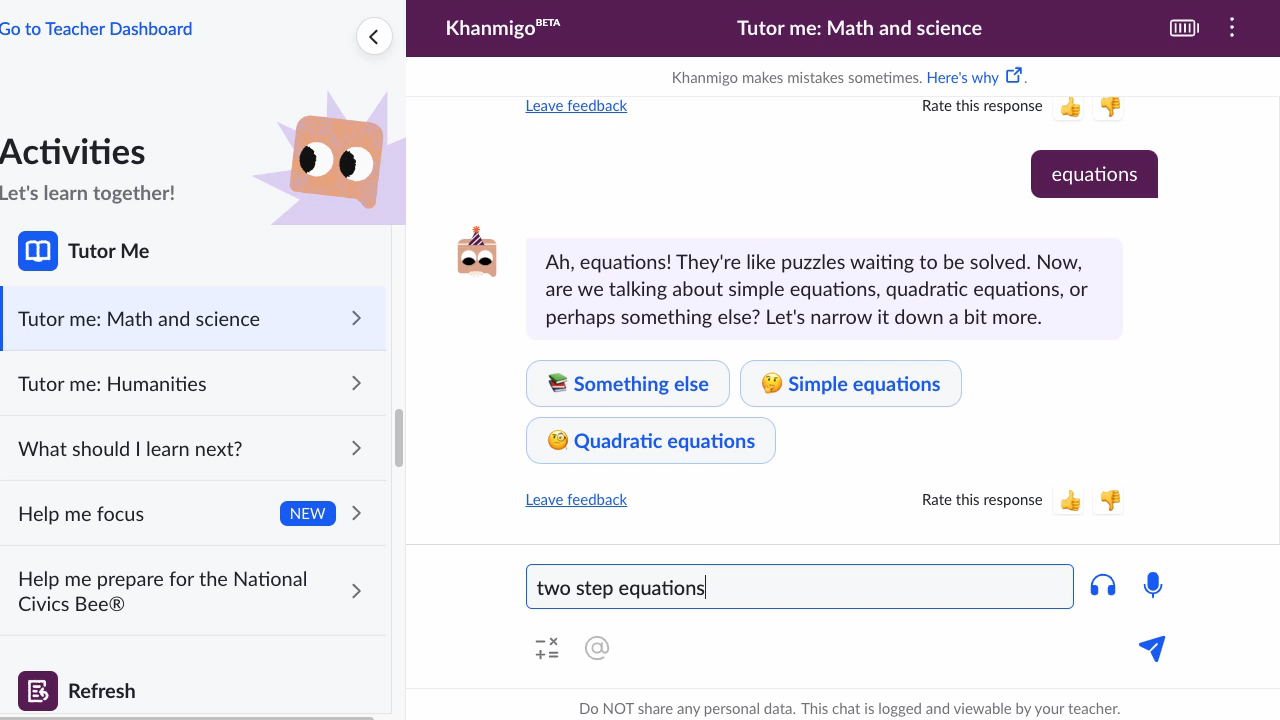 Go to Teacher Dashboard
Activities
Let's learn together!
Tutor Me
Tutor me: Math and science
Tutor me: Humanities
What should I learn next?
Help me focus
NEW
Help me prepare for the National
Civics Bee®
Refresh
KhanmigoBETA
Tutor me: Math and science
Khanmigo makes mistakes sometimes. Here's why .
Leave feedback
Rate this response
equations
Ah, equations! They're like puzzles waiting to be solved. Now,
are we talking about simple equations, quadratic equations, or
perhaps something else? Let's narrow it down a bit more.
Something else
Simple equations
Quadratic equations
Leave feedback
Rate this response
two step equations
Do NOT share any personal data. This chat is logged and viewable by your teacher.